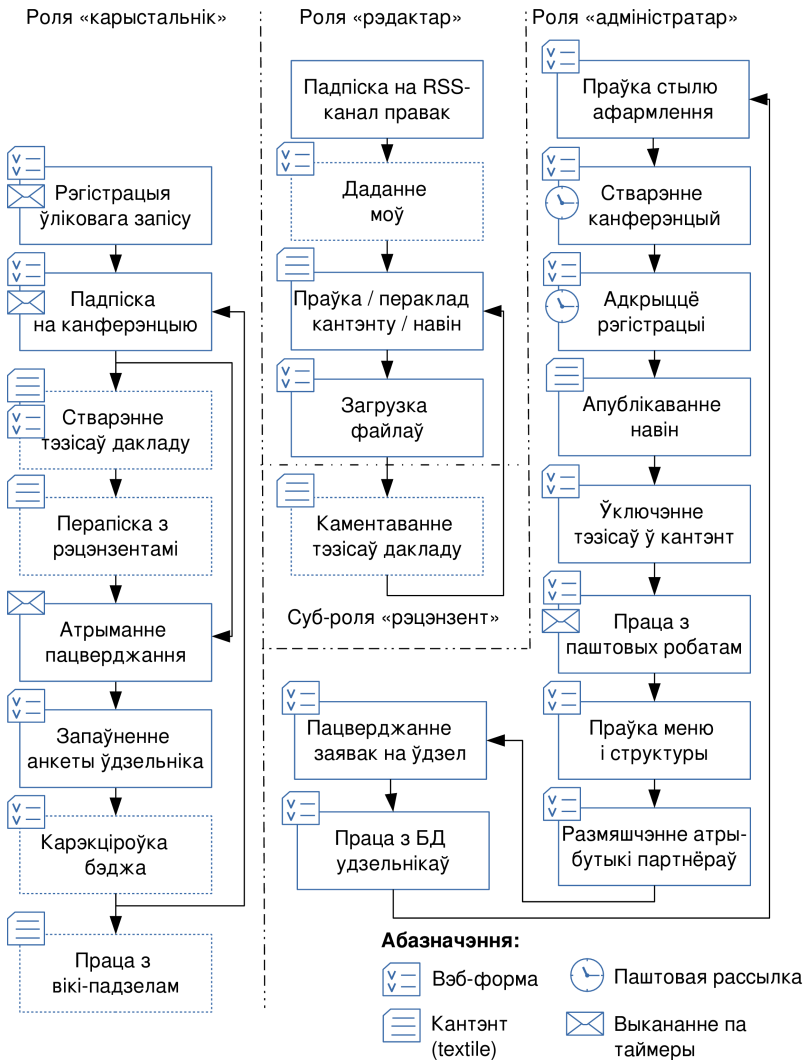 Роля «карыстальнік»
Рэгістрацыя
ўліковага запісу
Падпіска
на канферэнцыю
Стварэнне
тэзісаў дакладу
Перапіска з
рэцэнзентамі
Атрыманне
пацверджання
Запаўненне
анкеты ўдзельніка
Карэкціроўка
бэджа
Праца з
вікі-падзелам
Роля «рэдактар»
Падпіска на RSS-
канал правак
Даданне
моў
Праўка / пераклад
кантэнту / навін
Загрузка
файлаў
Каментаванне
тэзісаў дакладу
Суб-роля «рэцэнзент»
Роля «адміністратар»
Праўка стылю
афармлення
Стварэнне
канферэнцый
Адкрыццё
рэгістрацыі
Апублікаванне
навін
Ўключэнне
тэзісаў ў кантэнт
Праца з
паштовых робатам
Праўка меню
і структуры
Размяшчэнне атры-
бутыкі партнёраў
Пацверджанне
заявак на ўдзел
Праца з БД
удзельнікаў
Абазначэння:
Вэб-форма
Кантэнт
(textile)
Паштовая рассылка
Выкананне па
таймеры